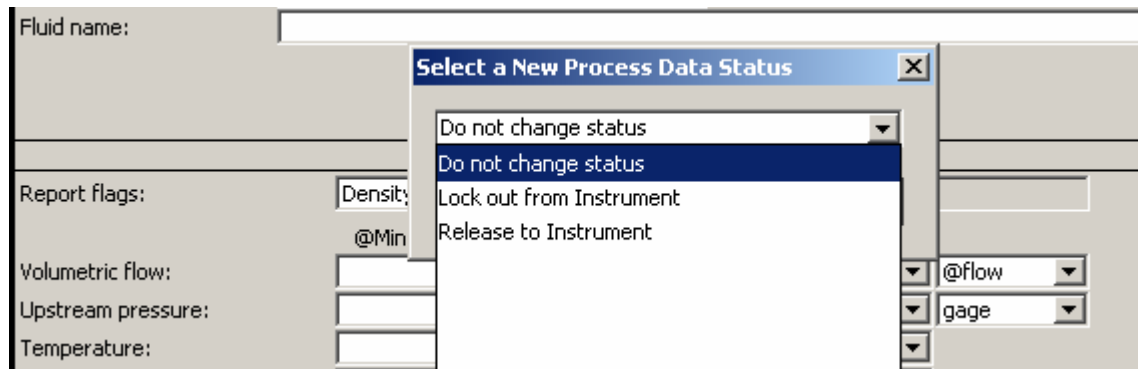 Fluid name:
Select a New Process Data Status
Do not change status
Do not change status
Lock out from Instrument
Release to Instrument
Report flags:
Density
@Min
Volumetric flow:
@flow
Upstream pressure:
gage
Temperature: